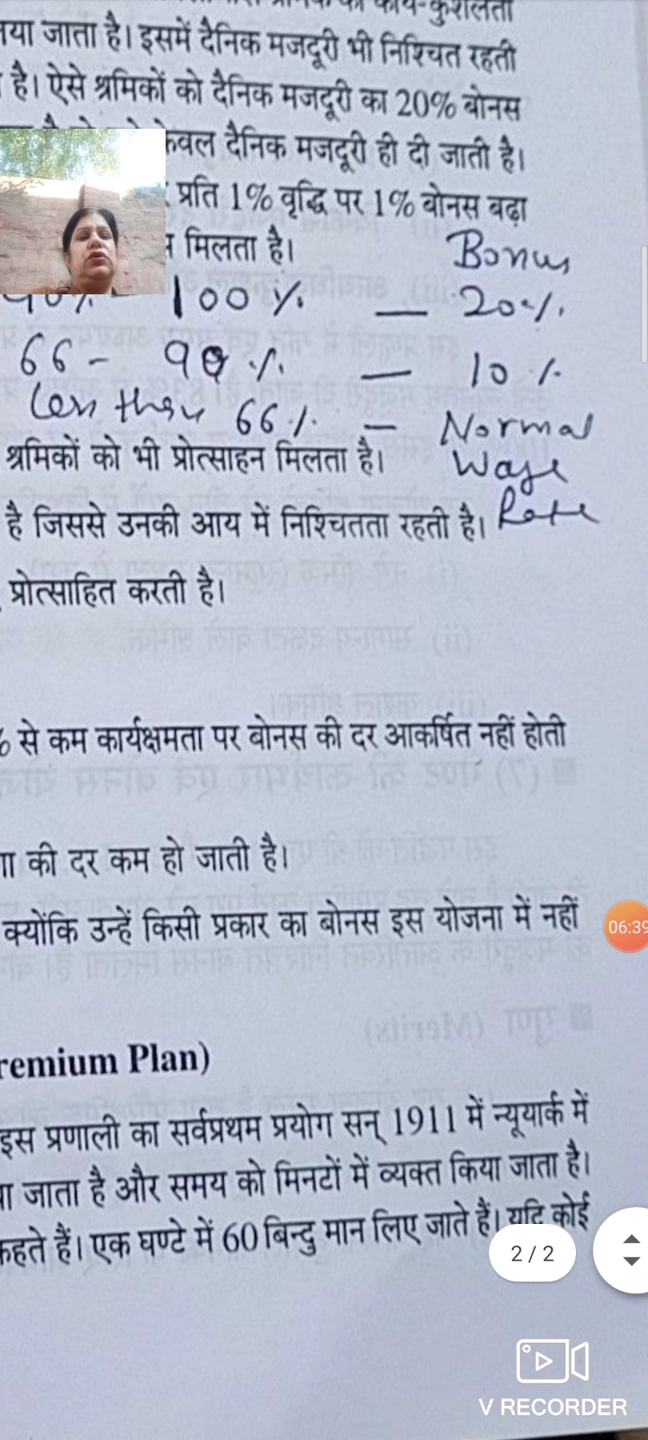 कार्य-कुशलता
जाता है। इसमें दैनिक मजदूरी भी निश्चित रहती
है। ऐसे श्रमिकों को दैनिक मजदूरी का 20% बोनस
केवल दैनिक मजदूरी ही दी जाती है।
प्रति 1% वृद्धि पर 1% बोनस बढ़ा
मिलता है।
Bonus
90% - 100% — 20%
66 - 90% — 10%
Less than 66% — Normal
श्रमिकों को भी प्रोत्साहन मिलता है।
Wage
है जिससे उनकी आय में निश्चितता रहती है।
Rate
प्रोत्साहित करती है।
से कम कार्यक्षमता पर बोनस की दर आकर्षित नहीं होती
की दर कम हो जाती है।
क्योंकि उन्हें किसी प्रकार का बोनस इस योजना में नहीं
06:39
remium Plan)
इस प्रणाली का सर्वप्रथम प्रयोग सन् 1911 में न्यूयार्क में
जाता है और समय को मिनटों में व्यक्त किया जाता है।
कहते हैं। एक घण्टे में 60 बिन्दु मान लिए जाते हैं। यदि कोई
2 / 2
V RECORDER